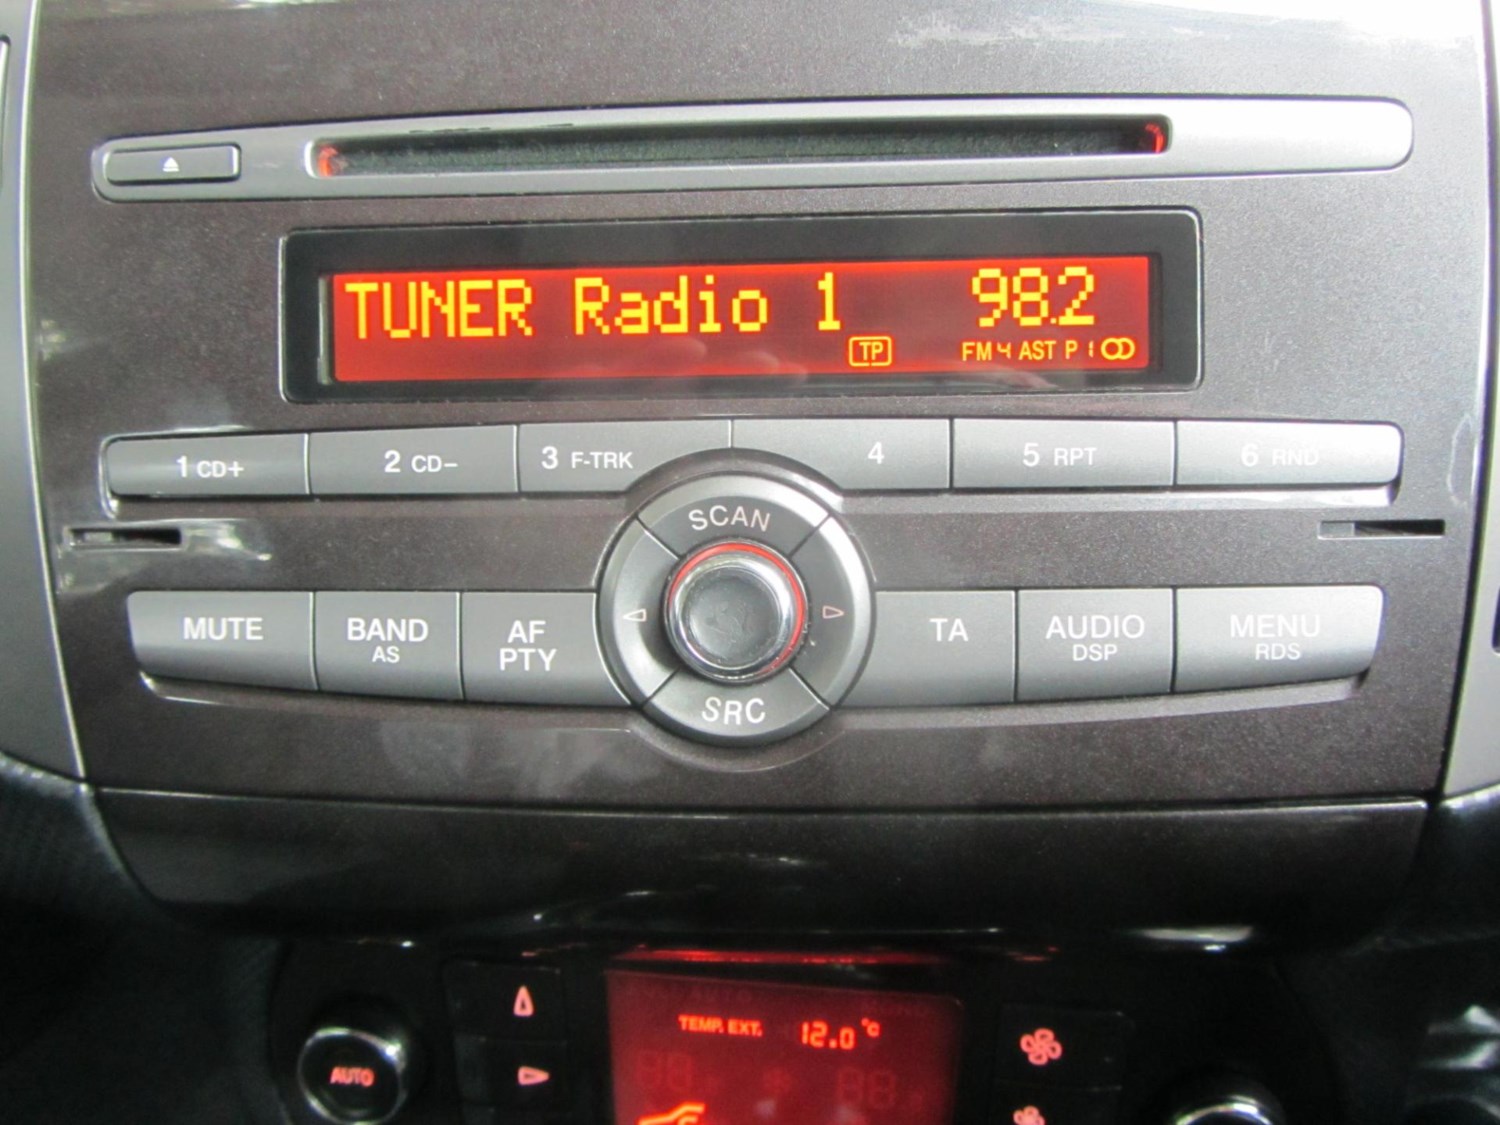 TUNER Radio 1 98.2
TP FM 4 AST P 1
1 CD+ 2 CD- 3 F-TRK 4 5 RPT 6 RND
SCAN
MUTE BAND AS AF PTY TA AUDIO DSP MENU RDS
SRC
TEMP. EXT. 12.0 °C
AUTO